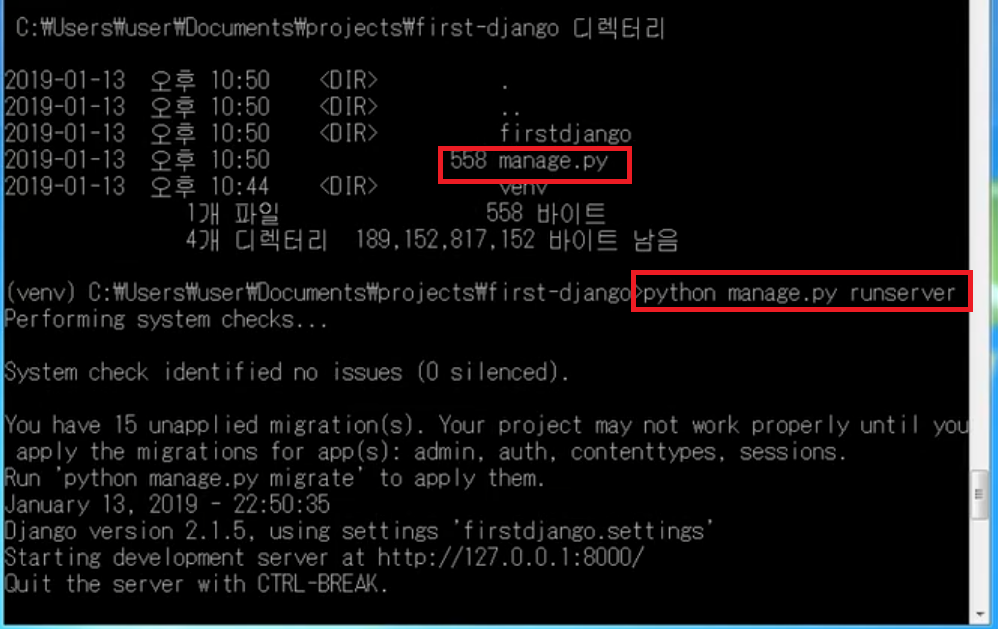 C:₩Users₩user₩Documents₩projects₩first-django 디렉터리
2019-01-13 오후 10:50 <DIR> .
2019-01-13 오후 10:50 <DIR> ..
2019-01-13 오후 10:50 <DIR> firstdjango
2019-01-13 오후 10:50 558 manage.py
2019-01-13 오후 10:44 <DIR> venv
1개 파일 558 바이트
4개 디렉터리 189,152,817,152 바이트 남음
(venv) C:₩Users₩user₩Documents₩projects₩first-django>python manage.py runserver
Performing system checks...
System check identified no issues (0 silenced).
You have 15 unapplied migration(s). Your project may not work properly until you
apply the migrations for app(s): admin, auth, contenttypes, sessions.
Run 'python manage.py migrate' to apply them.
January 13, 2019 - 22:50:35
Django version 2.1.5, using settings 'firstdjango.settings'
Starting development server at http://127.0.0.1:8000/
Quit the server with CTRL-BREAK.